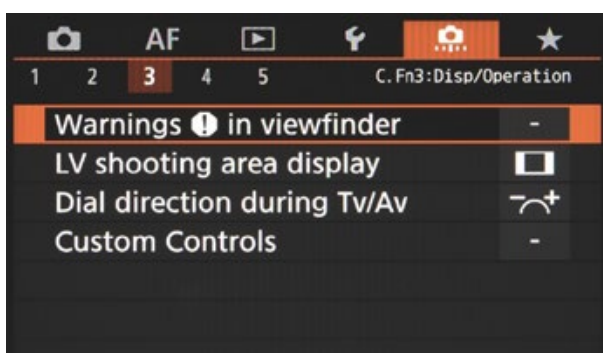 AF
1 2 3 4 5 C.Fn3:Disp/Operation
Warnings ! in viewfinder -
LV shooting area display
Dial direction during Tv/Av - +
Custom Controls -